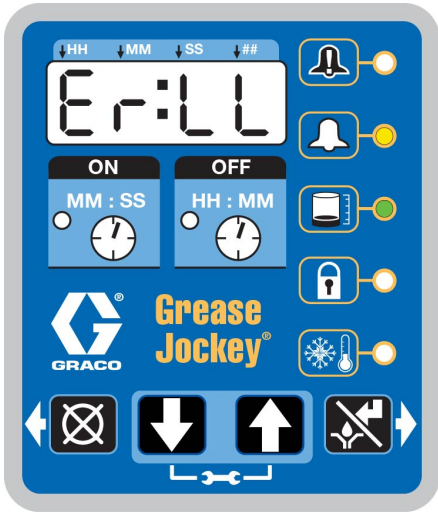 HH MM SS ##
Er:LL
ON OFF
MM : SS HH : MM
GRACO ®
Grease
Jockey®